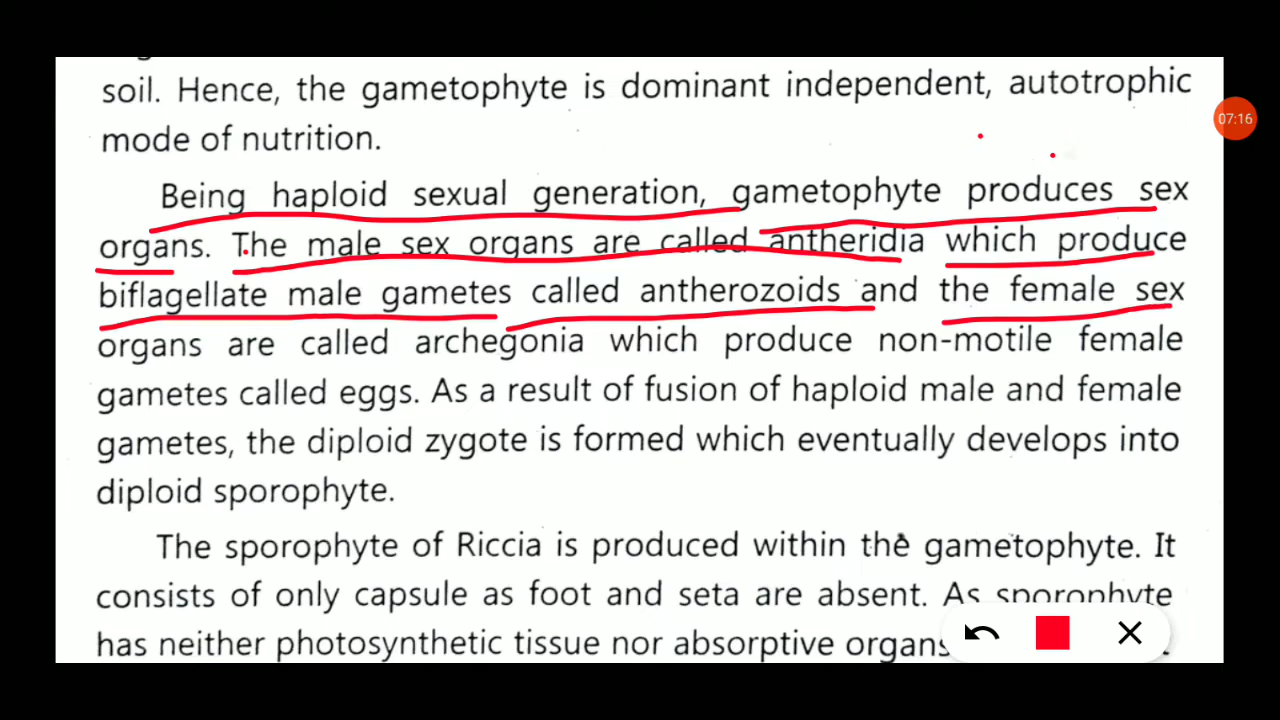 soil. Hence, the gametophyte is dominant independent, autotrophic
mode of nutrition.
07:16
Being haploid sexual generation, gametophyte produces sex
organs. The male sex organs are called antheridia which produce
biflagellate male gametes called antherozoids and the female sex
organs are called archegonia which produce non-motile female
gametes called eggs. As a result of fusion of haploid male and female
gametes, the diploid zygote is formed which eventually develops into
diploid sporophyte.
The sporophyte of Riccia is produced within the gametophyte. It
consists of only capsule as foot and seta are absent. As sporophyte
has neither photosynthetic tissue nor absorptive organs